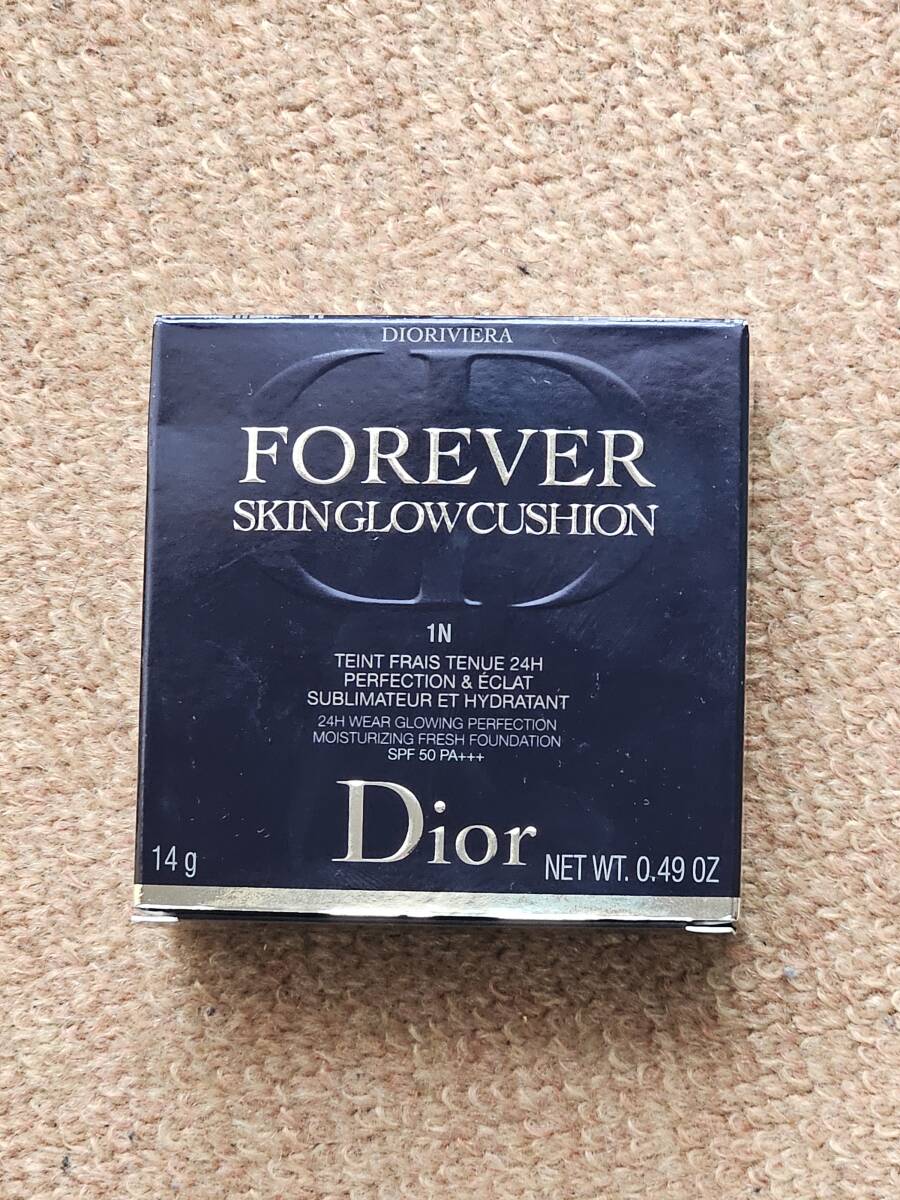 DIORIVIERA
FOREVER
SKINGLOWCUSHION
1N
TEINT FRAIS TENUE 24H
PERFECTION & ÉCLAT
SUBLIMATEUR ET HYDRATANT
24H WEAR GLOWING PERFECTION
MOISTURIZING FRESH FOUNDATION
SPF 50 PA+++
Dior
14 g
NET WT. 0.49 OZ